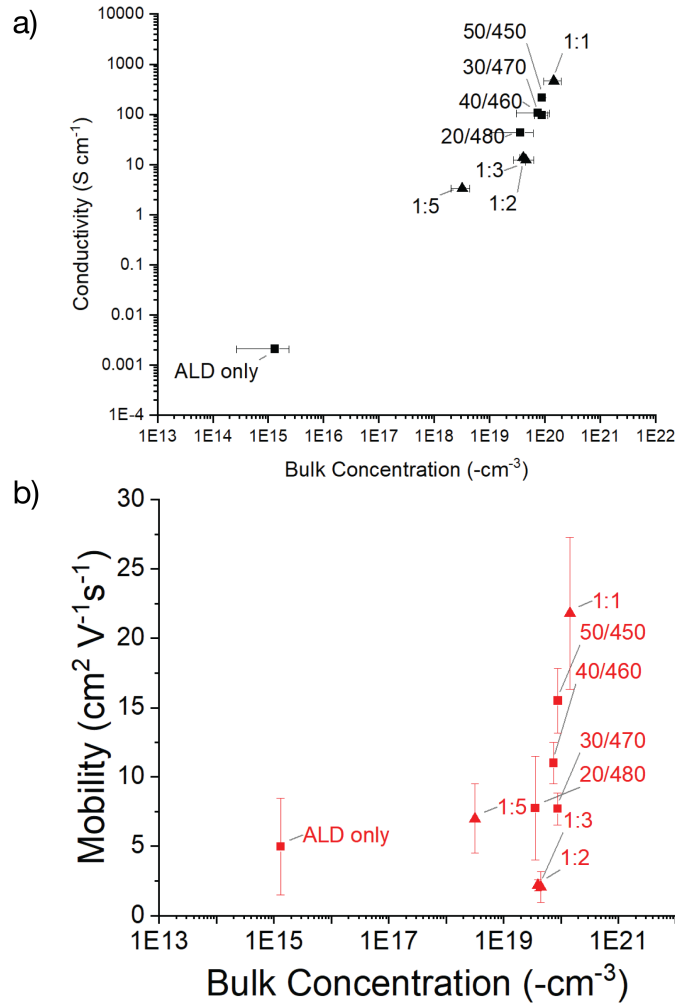 a)
10000
1000
100
10
1
0.1
0.01
0.001
1E-4
Conductivity (S cm⁻¹)
50/450
1:1
30/470
40/460
20/480
1:3
1:5
1:2
ALD only
1E13 1E14 1E15 1E16 1E17 1E18 1E19 1E20 1E21 1E22
Bulk Concentration (-cm⁻³)
b)
30
25
20
15
10
5
0
Mobility (cm² V⁻¹s⁻¹)
1:1
50/450
40/460
30/470
20/480
1:5
1:3
ALD only
1:2
1E13 1E15 1E17 1E19 1E21
Bulk Concentration (-cm⁻³)